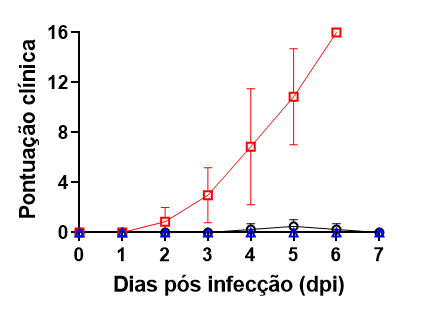 Pontuação clínica
16
12
8
4
0
0 1 2 3 4 5 6 7
Dias pós infecção (dpi)